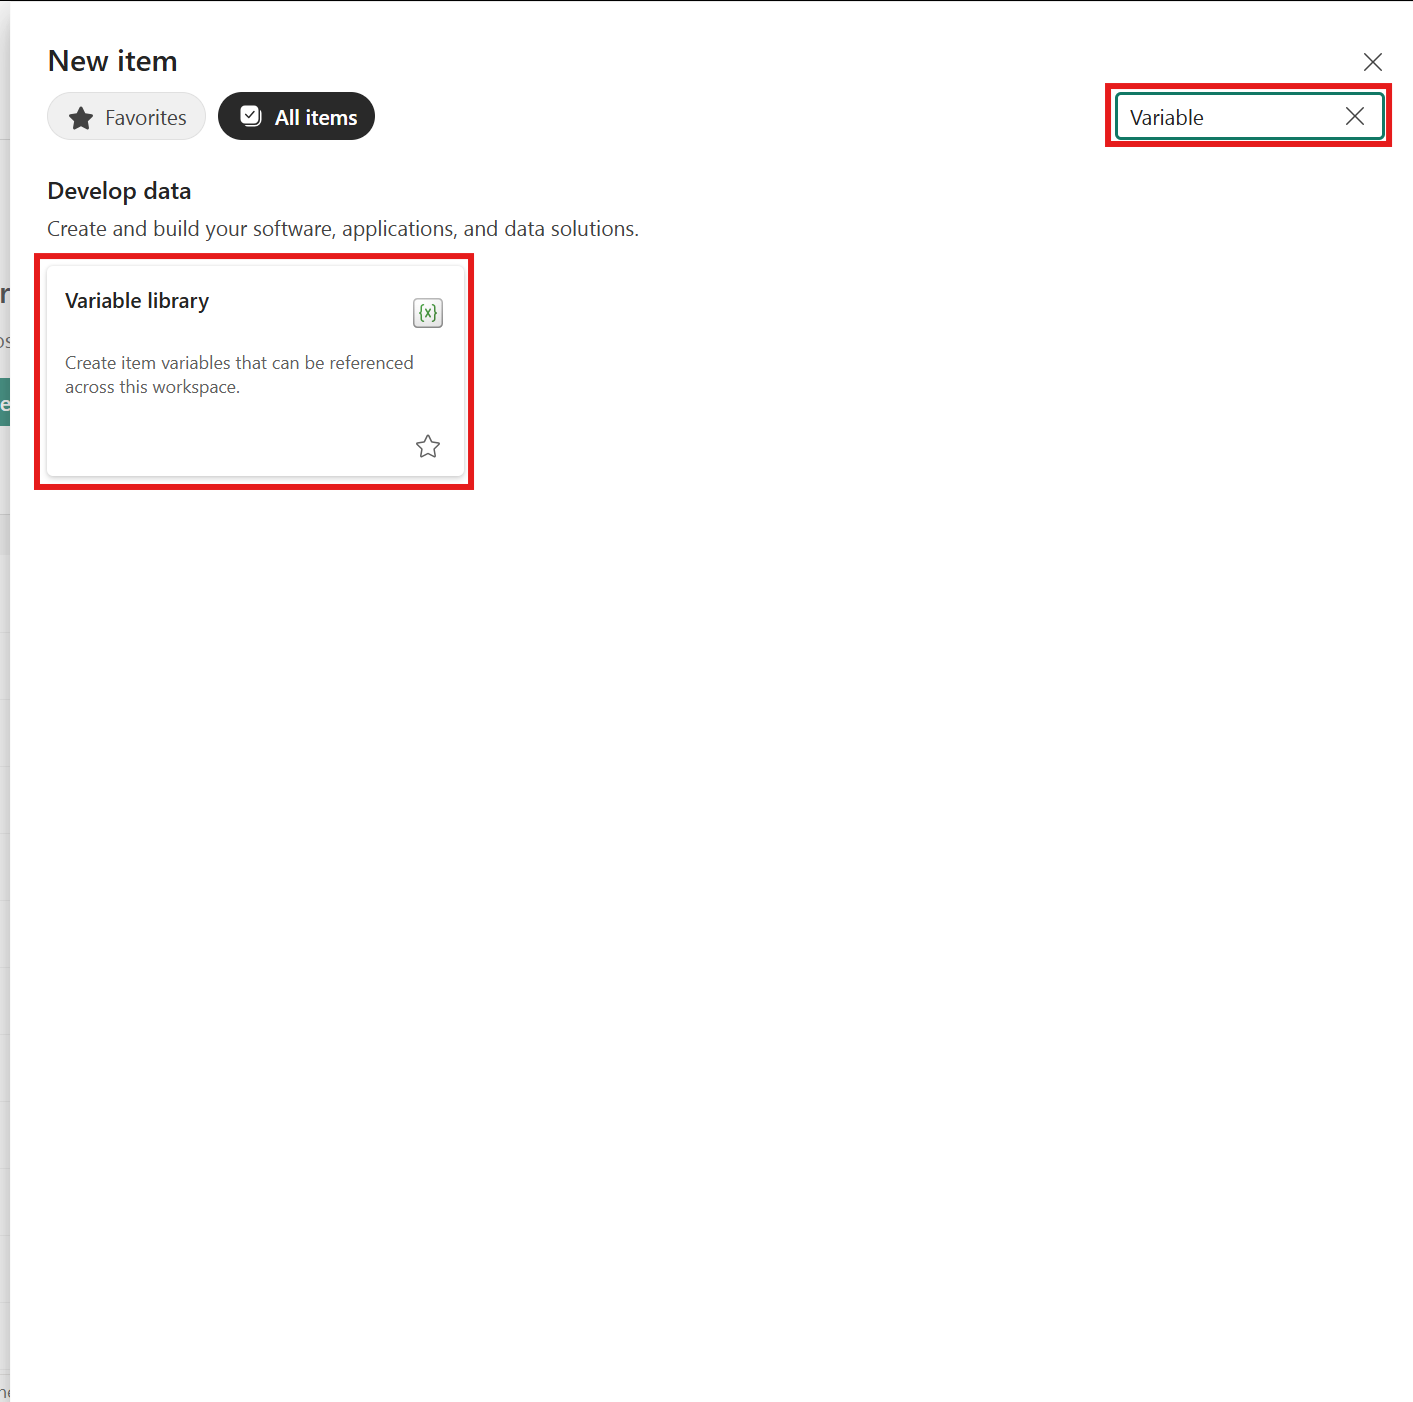 New item
Favorites
All items
Variable
Develop data
Create and build your software, applications, and data solutions.
Variable library
{x}
Create item variables that can be referenced
across this workspace.